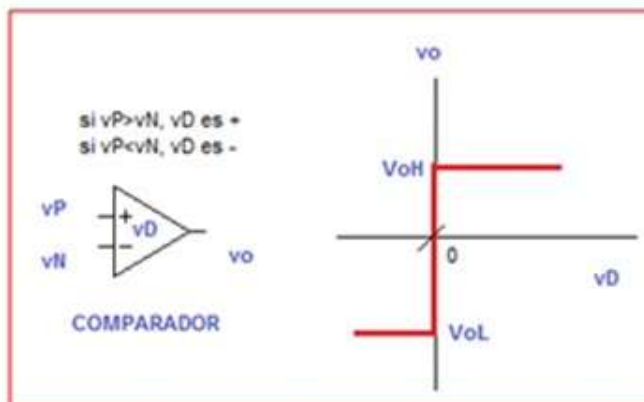 si vP>vN, vD es +
si vP<vN, vD es -
vP
+
vD
vN
-
vo
COMPARADOR
vo
VoH
0
vD
VoL